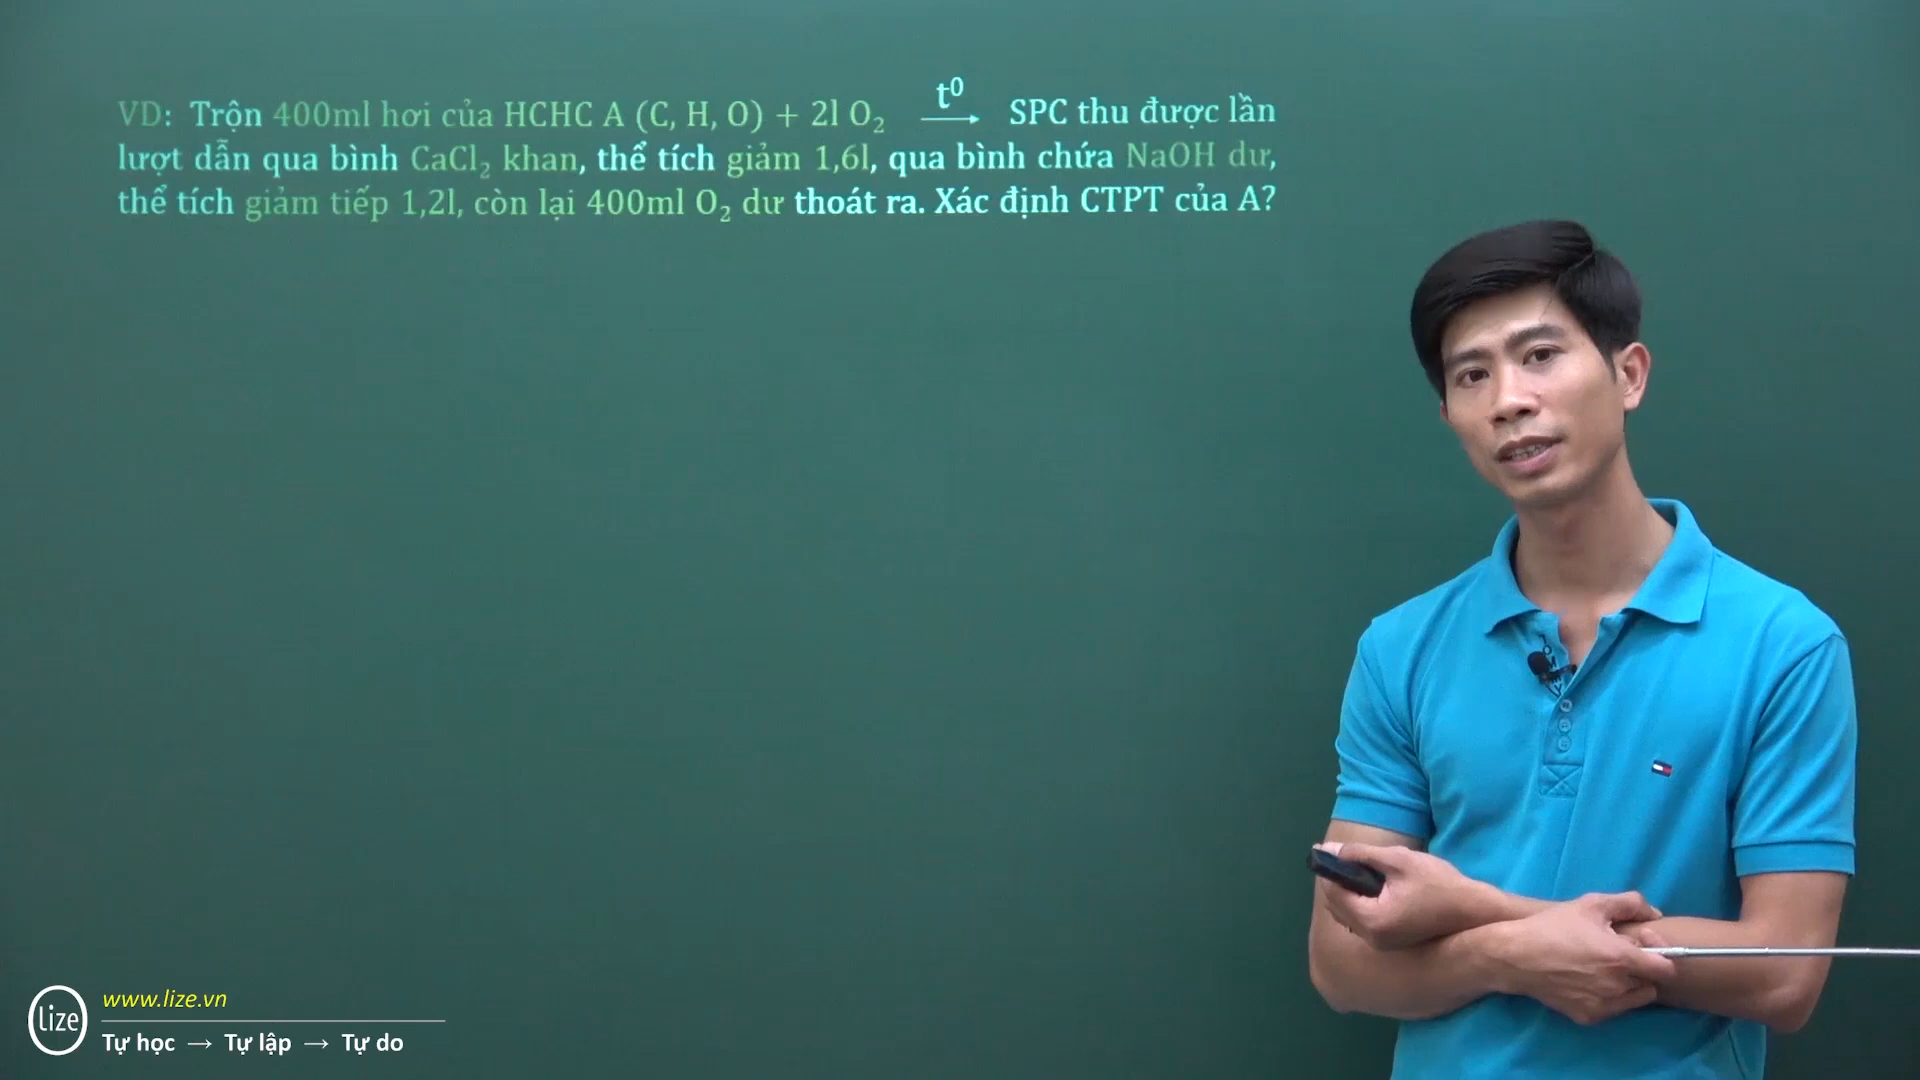 VD: Trộn 400ml hơi của HCHC A (C, H, O) + 2l O₂ t⁰→ SPC thu được lần
lượt dẫn qua bình CaCl₂ khan, thể tích giảm 1,6l, qua bình chứa NaOH dư,
thể tích giảm tiếp 1,2l, còn lại 400ml O₂ dư thoát ra. Xác định CTPT của A?
lize
www.lize.vn
Tự học → Tự lập → Tự do